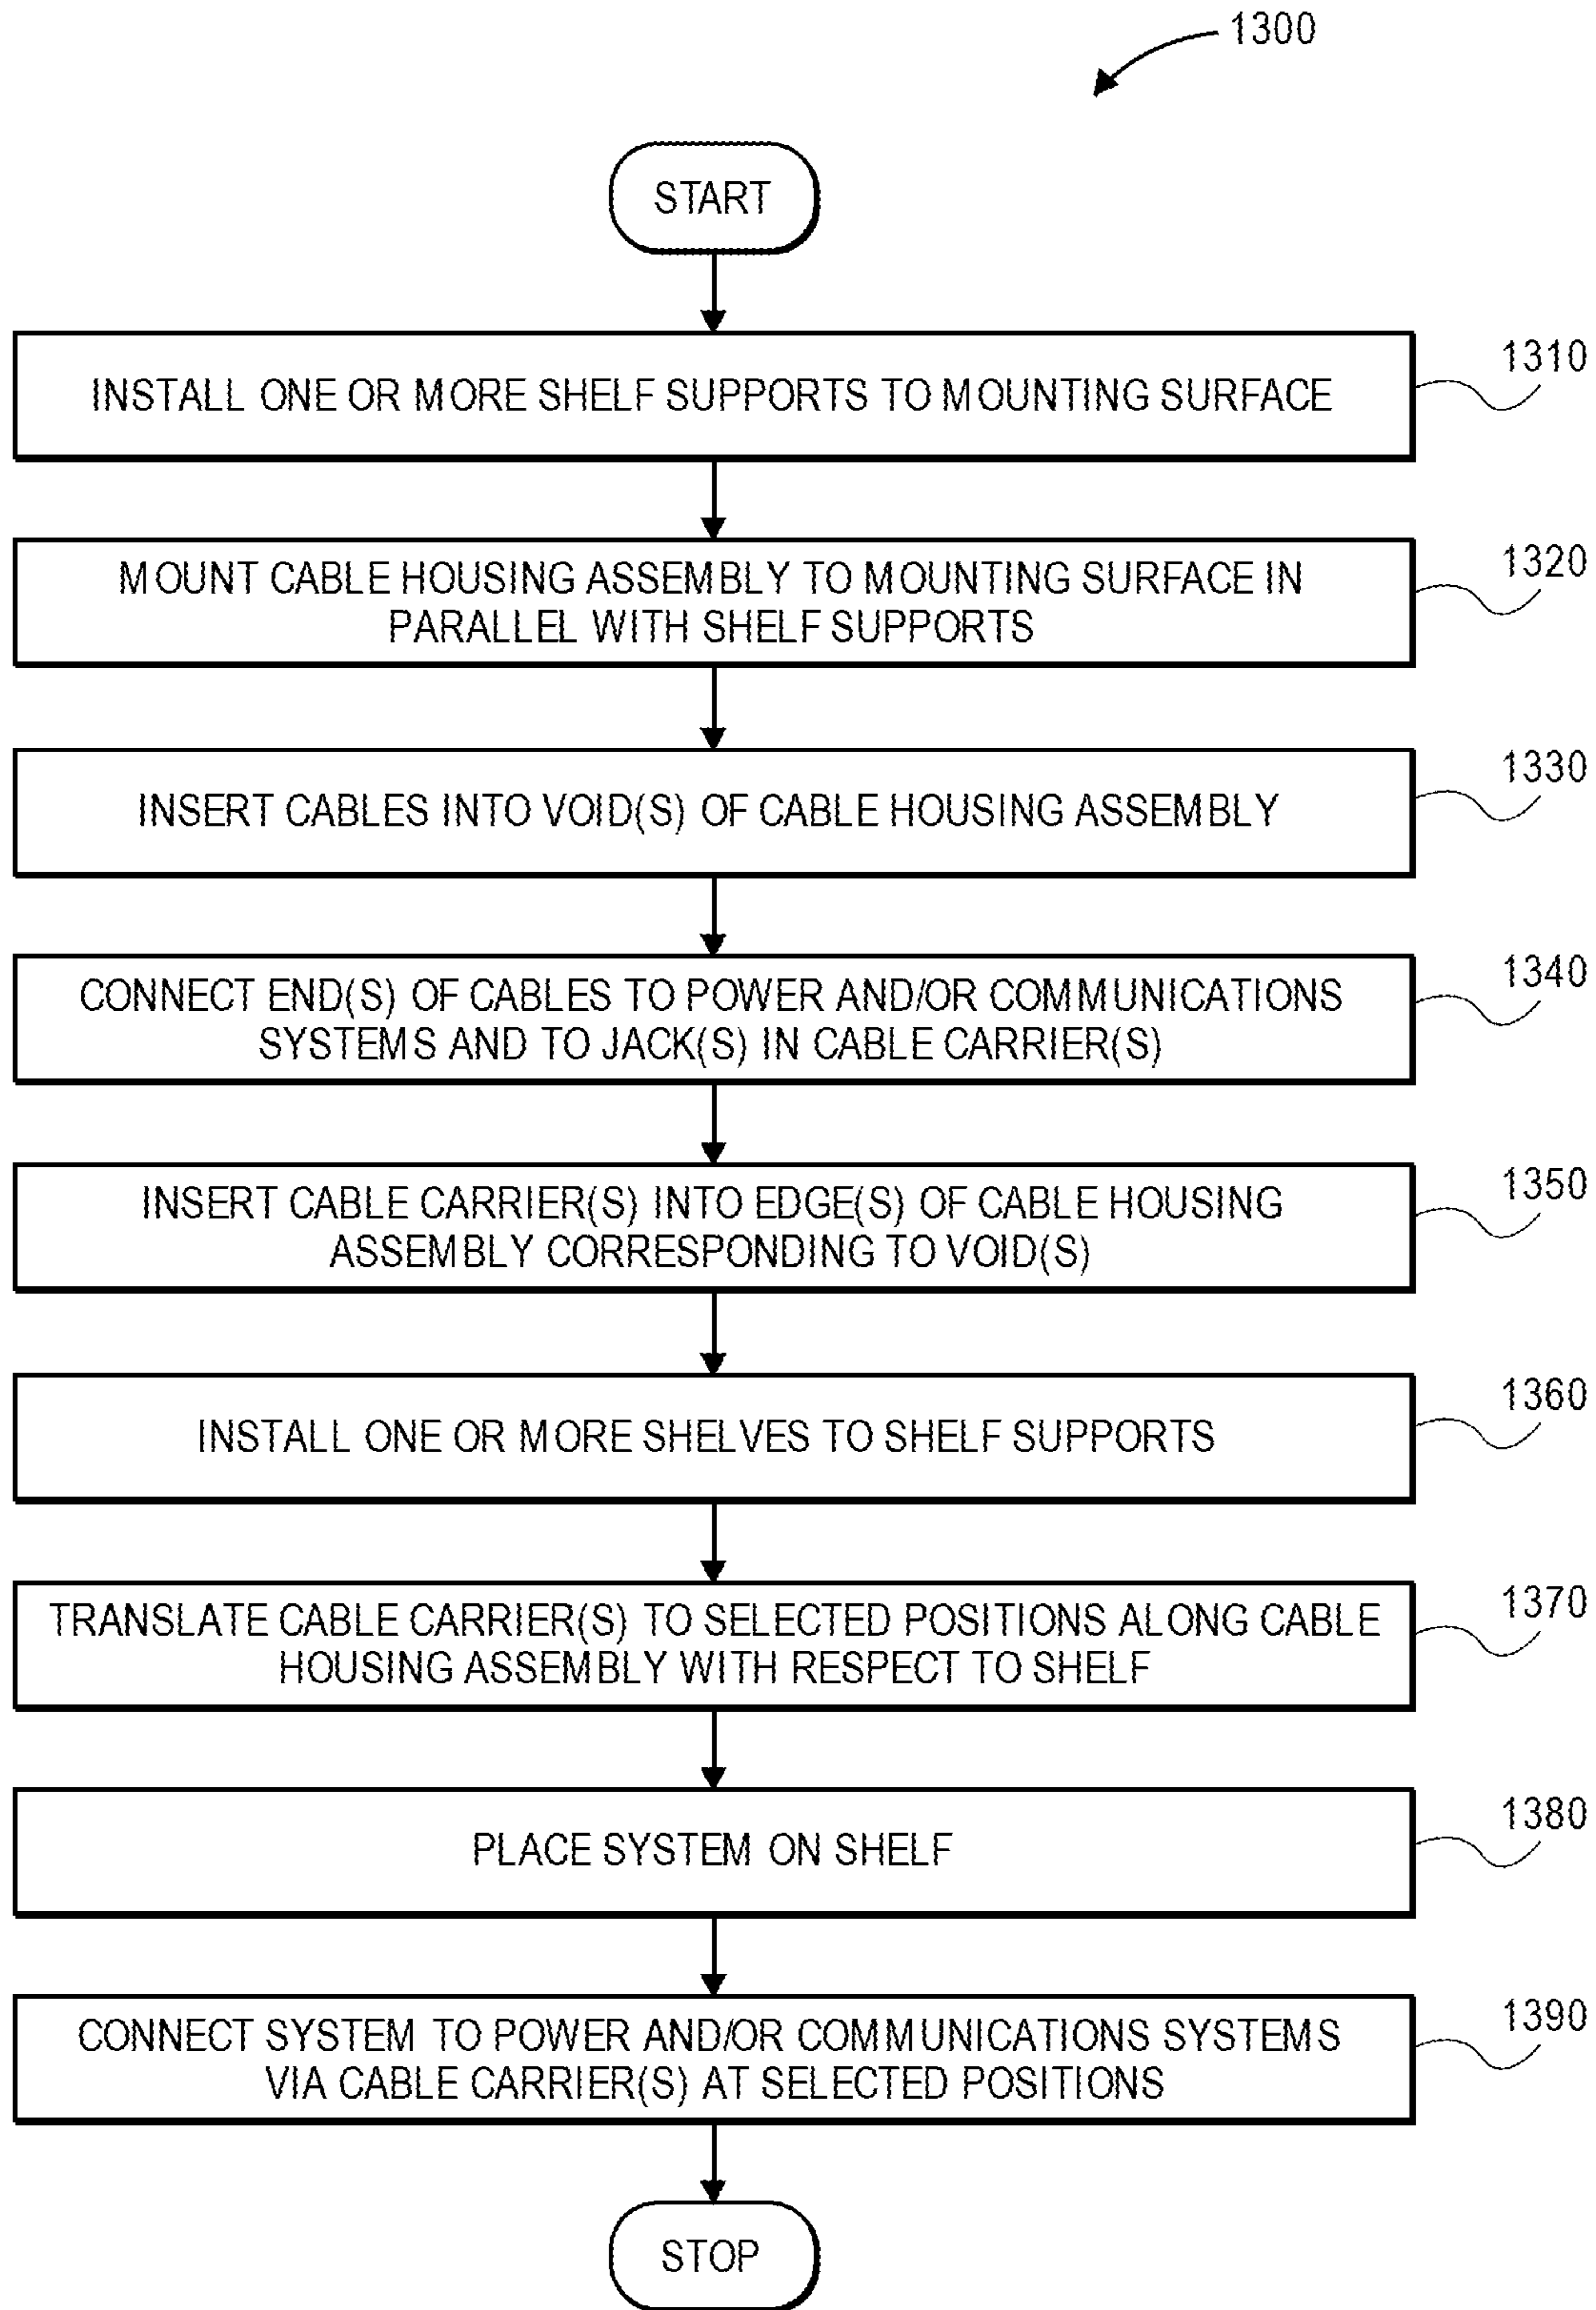 1300
START
INSTALL ONE OR MORE SHELF SUPPORTS TO MOUNTING SURFACE
1310
MOUNT CABLE HOUSING ASSEMBLY TO MOUNTING SURFACE IN
PARALLEL WITH SHELF SUPPORTS
1320
INSERT CABLES INTO VOID(S) OF CABLE HOUSING ASSEMBLY
1330
CONNECT END(S) OF CABLES TO POWER AND/OR COMMUNICATIONS
SYSTEMS AND TO JACK(S) IN CABLE CARRIER(S)
1340
INSERT CABLE CARRIER(S) INTO EDGE(S) OF CABLE HOUSING
ASSEMBLY CORRESPONDING TO VOID(S)
1350
INSTALL ONE OR MORE SHELVES TO SHELF SUPPORTS
1360
TRANSLATE CABLE CARRIER(S) TO SELECTED POSITIONS ALONG CABLE
HOUSING ASSEMBLY WITH RESPECT TO SHELF
1370
PLACE SYSTEM ON SHELF
1380
CONNECT SYSTEM TO POWER AND/OR COMMUNICATIONS SYSTEMS
VIA CABLE CARRIER(S) AT SELECTED POSITIONS
1390
STOP